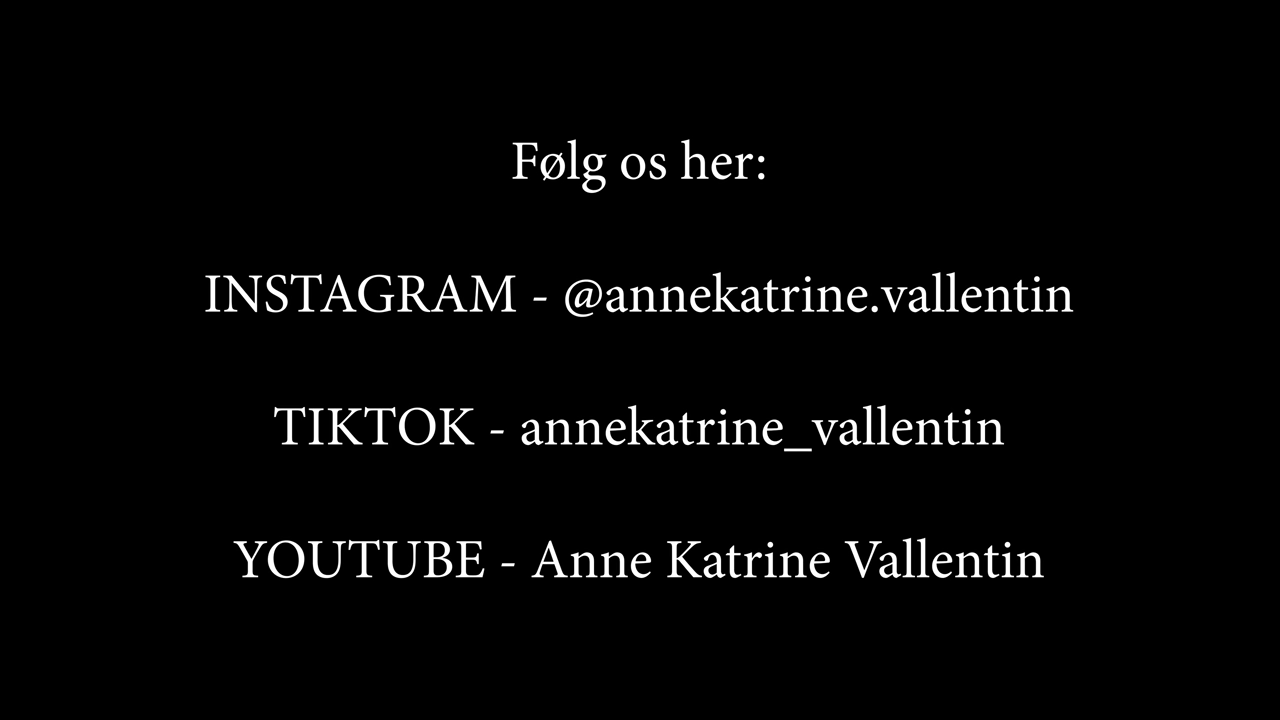 Følg os her:
INSTAGRAM - @annekatrine.vallentin
TIKTOK - annekatrine_vallentin
YOUTUBE - Anne Katrine Vallentin